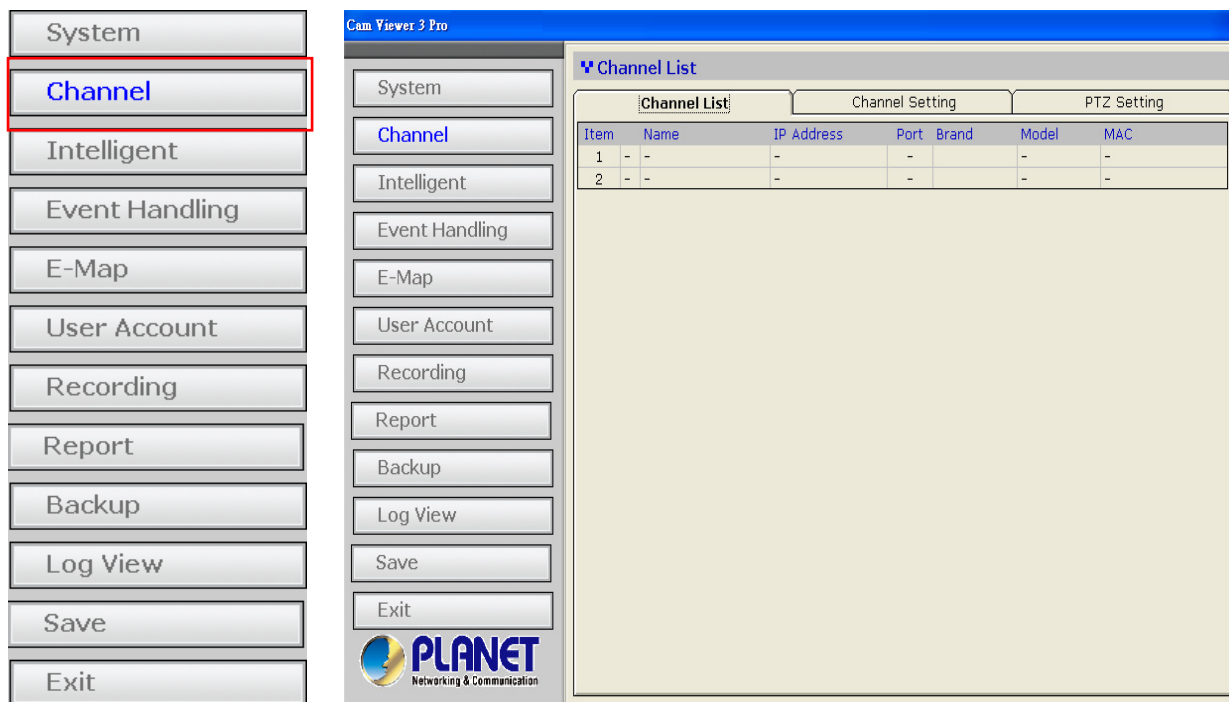 System
Channel
Intelligent
Event Handling
E-Map
User Account
Recording
Report
Backup
Log View
Save
Exit
Cam Viewer 3 Pro
System
Channel
Intelligent
Event Handling
E-Map
User Account
Recording
Report
Backup
Log View
Save
Exit
PLANET
Networking & Communication
Channel List
Channel List Channel Setting PTZ Setting
Item Name IP Address Port Brand Model MAC
1 - - - - - -
2 - - - - - -